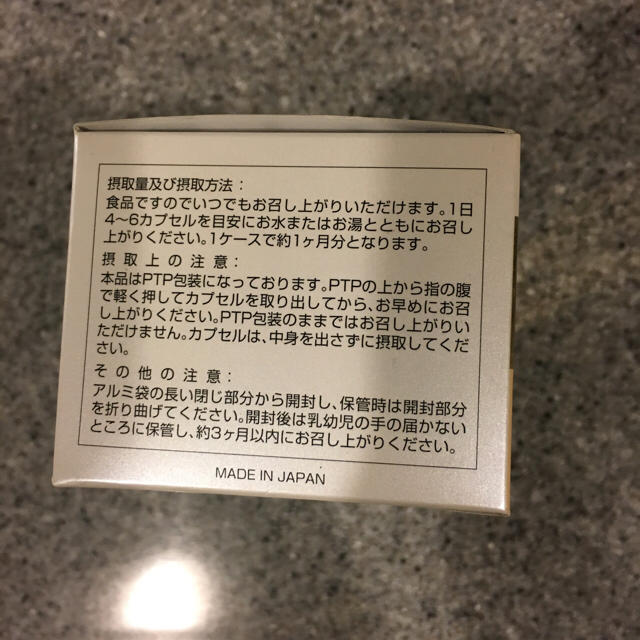 摂取量及び摂取方法:
食品ですのでいつでもお召し上がりいただけます。1日
4〜6カプセルを目安にお水またはお湯とともにお召し
上がりください。1ケースで約1ヶ月分となります。
摂取上の注意:
本品はPTP包装になっております。PTPの上から指の腹
で軽く押してカプセルを取り出してから、お早めにお召
し上がりください。PTP包装のままではお召し上がりい
ただけません。カプセルは、中身を出さずに摂取してくだ
さい。
その他の注意:
アルミ袋の長い閉じ部分から開封し、保管時は開封部分
を折り曲げてください。開封後は乳幼児の手の届かない
ところに保管し、約3ヶ月以内にお召し上がりください。
MADE IN JAPAN